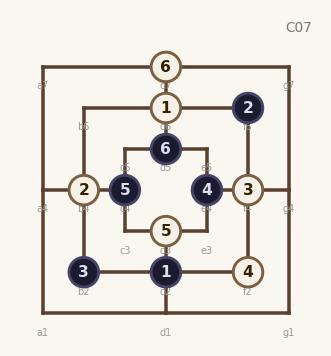 C07
6
a7 d7 g7
1 2
b6 d6 f6
6
c5 d5 e5
2 5 4 3
a4 b4 c4 e4 f4 g4
5
c3 d3 e3
3 1 4
b2 d2 f2
a1 d1 g1